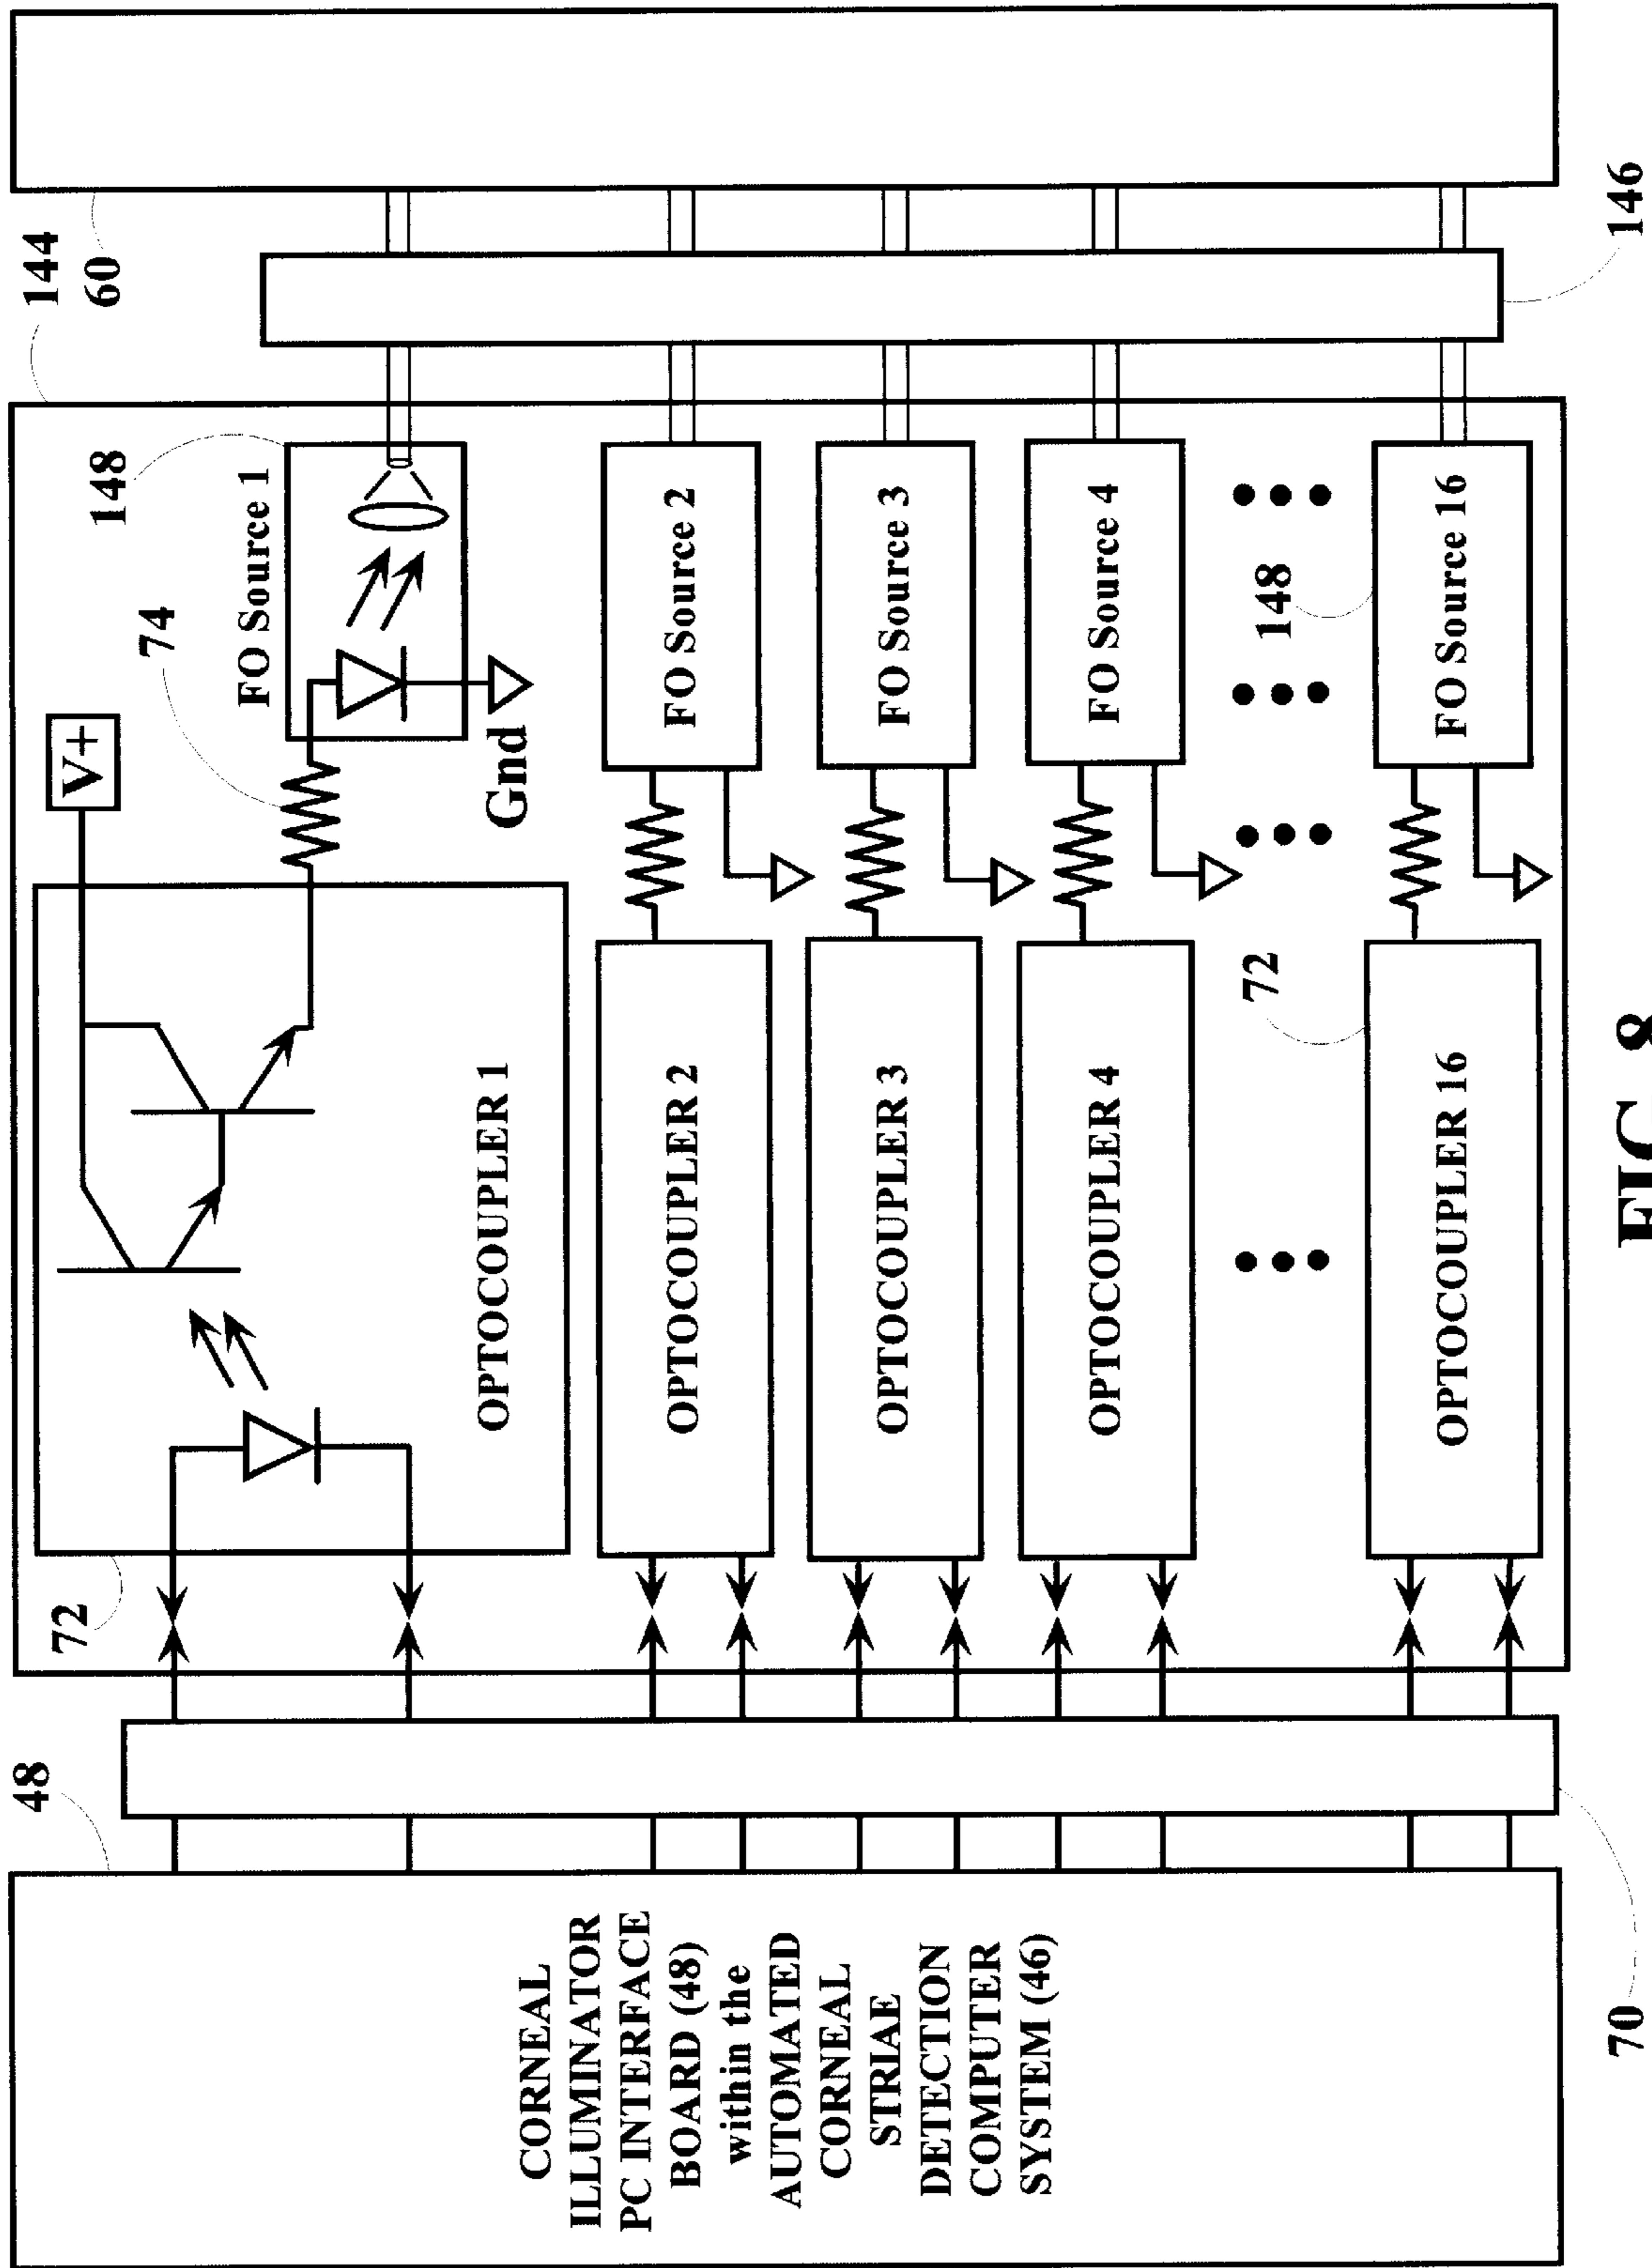 48
CORNEAL
ILLUMINATOR
PC INTERFACE
BOARD (48)
within the
AUTOMATED
CORNEAL
STRIAE
DETECTION
COMPUTER
SYSTEM (46)
70
72
OPTOCOUPLER 1
V+
74
FO Source 1
148
Gnd
144
60
OPTOCOUPLER 2
FO Source 2
OPTOCOUPLER 3
FO Source 3
OPTOCOUPLER 4
FO Source 4
72
148
OPTOCOUPLER 16
FO Source 16
146
FIG. 8